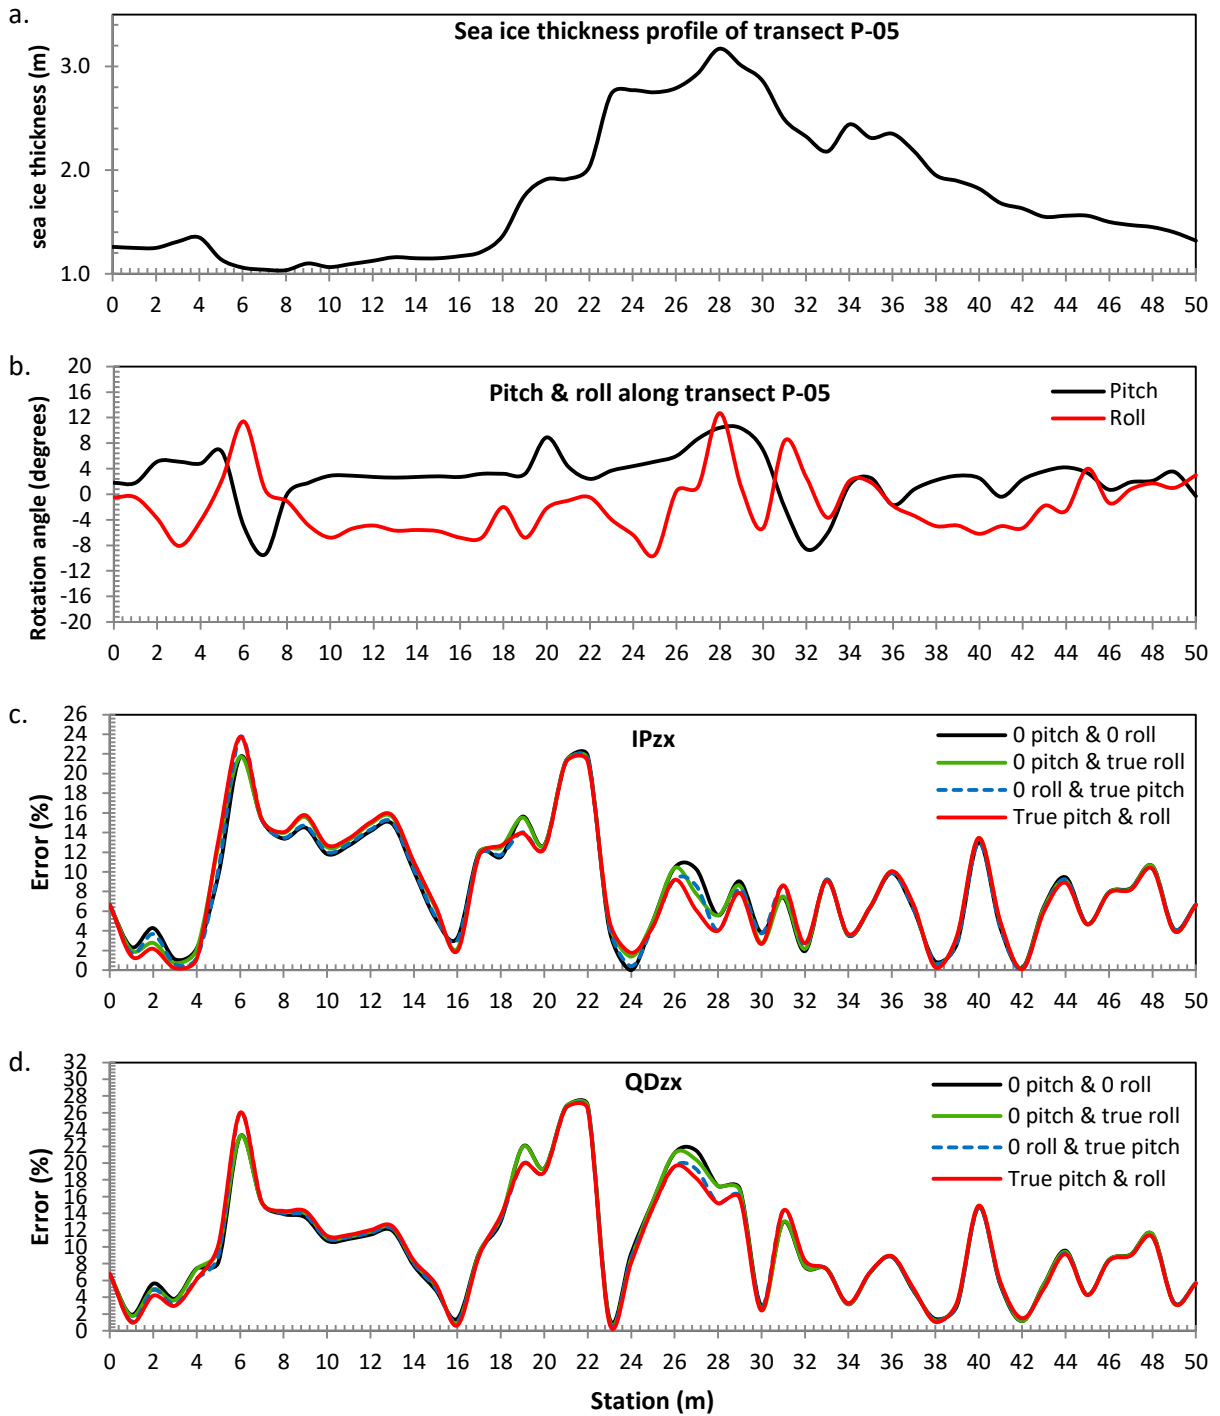 a.
Sea ice thickness profile of transect P-05
sea ice thickness (m)
3.0
2.0
1.0
0 2 4 6 8 10 12 14 16 18 20 22 24 26 28 30 32 34 36 38 40 42 44 46 48 50
b.
Pitch & roll along transect P-05
Pitch
Roll
Rotation angle (degrees)
20
16
12
8
4
0
-4
-8
-12
-16
-20
0 2 4 6 8 10 12 14 16 18 20 22 24 26 28 30 32 34 36 38 40 42 44 46 48 50
c.
IPzx
0 pitch & 0 roll
0 pitch & true roll
0 roll & true pitch
True pitch & roll
Error (%)
26
24
22
20
18
16
14
12
10
8
6
4
2
0
0 2 4 6 8 10 12 14 16 18 20 22 24 26 28 30 32 34 36 38 40 42 44 46 48 50
d.
QDzx
0 pitch & 0 roll
0 pitch & true roll
0 roll & true pitch
True pitch & roll
Error (%)
32
30
28
26
24
22
20
18
16
14
12
10
8
6
4
2
0
0 2 4 6 8 10 12 14 16 18 20 22 24 26 28 30 32 34 36 38 40 42 44 46 48 50
Station (m)